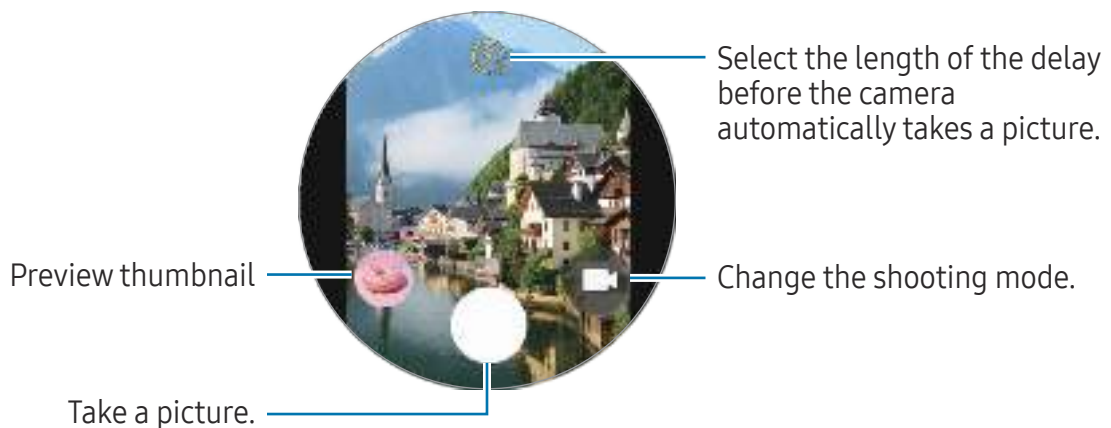 Select the length of the delay
before the camera
automatically takes a picture.
Preview thumbnail
Change the shooting mode.
Take a picture.